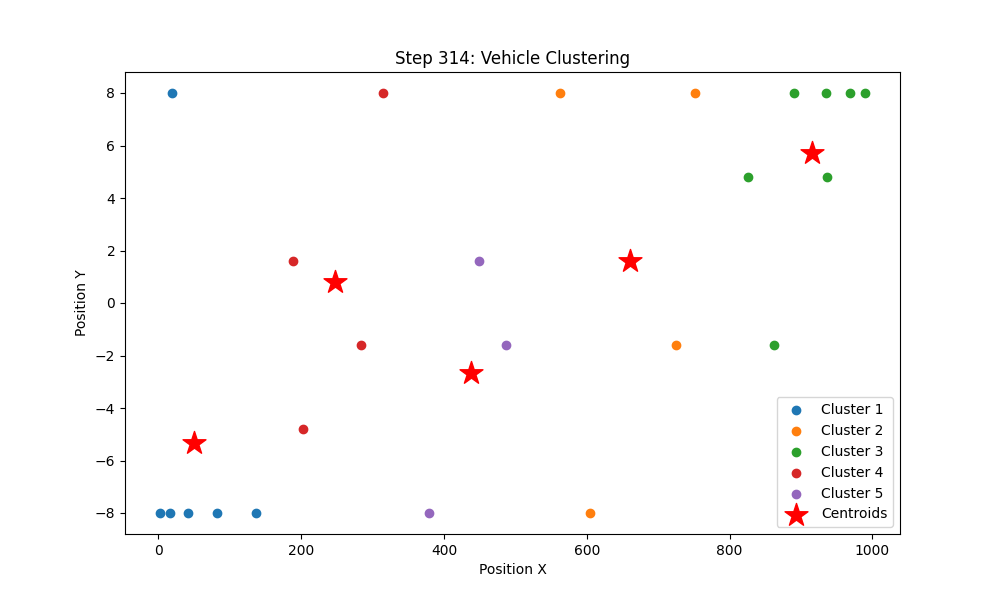 Step 314: Vehicle Clustering
Position Y
8
6
4
2
0
−2
−4
−6
−8
0 200 400 600 800 1000
Position X
Cluster 1
Cluster 2
Cluster 3
Cluster 4
Cluster 5
Centroids